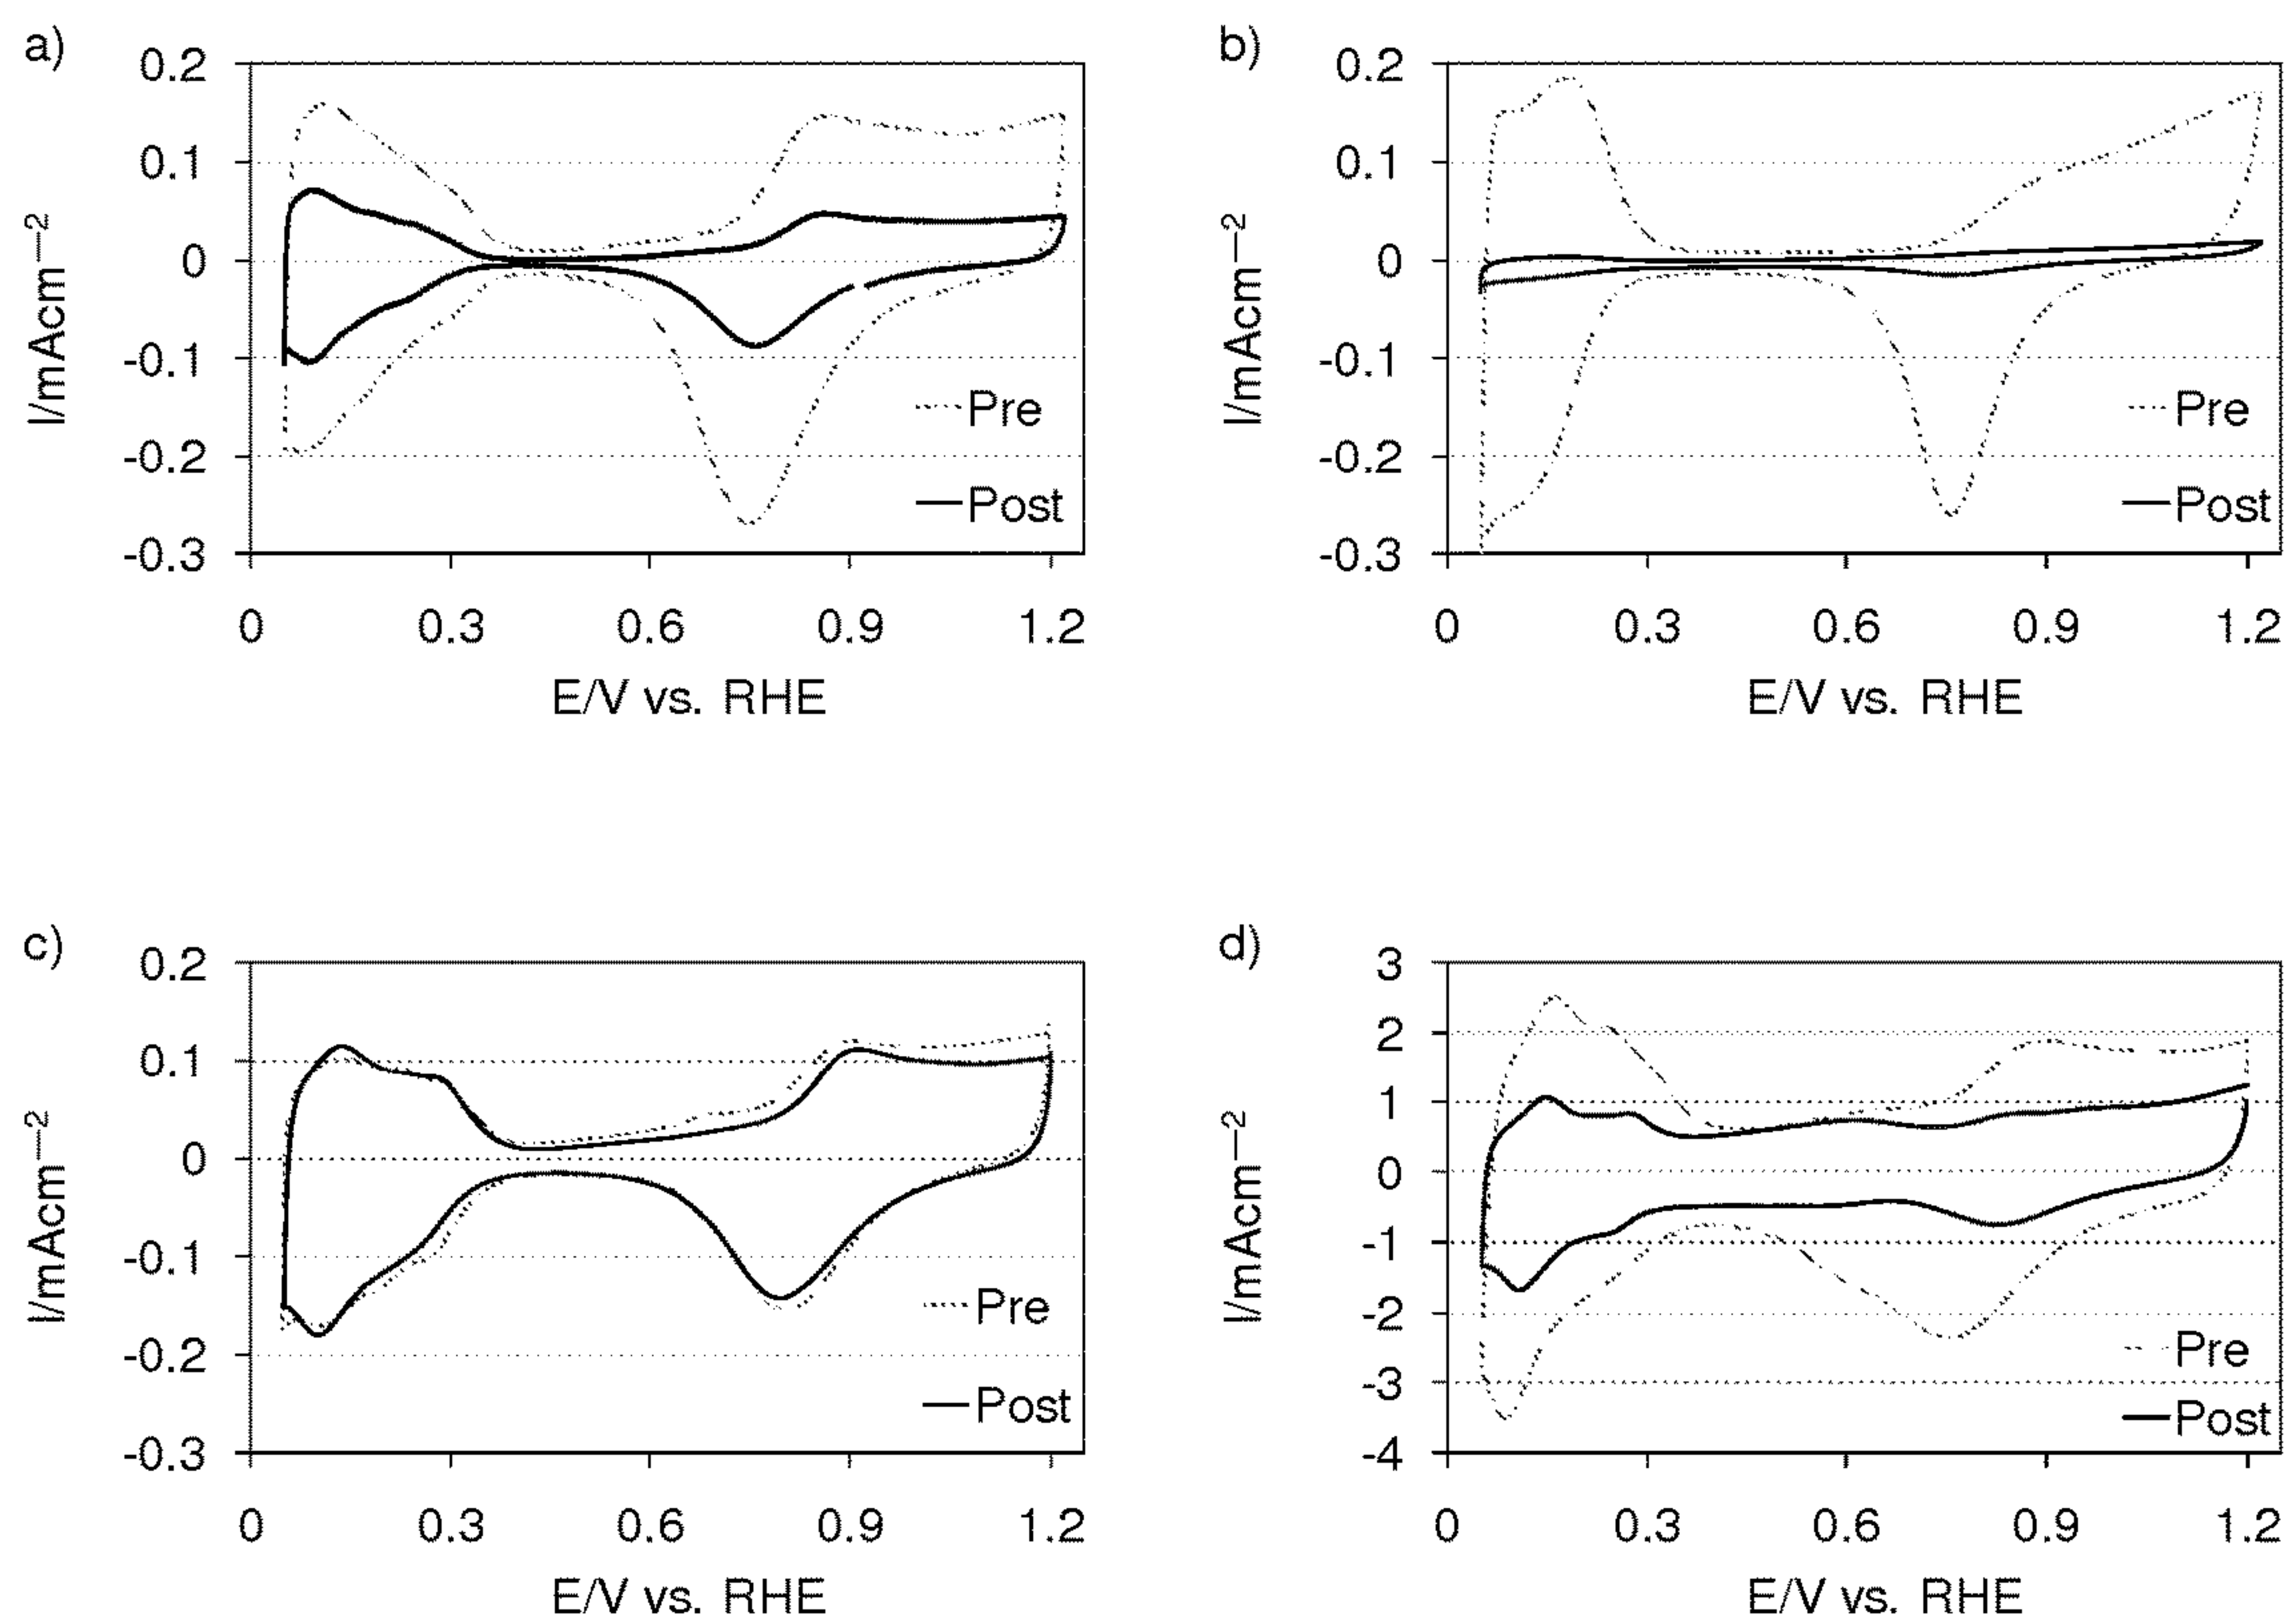 a)
0.2
0.1
0
-0.1
-0.2
-0.3
I/mAcm−2
Pre
Post
0 0.3 0.6 0.9 1.2
E/V vs. RHE
b)
0.2
0.1
0
-0.1
-0.2
-0.3
I/mAcm−2
Pre
Post
0 0.3 0.6 0.9 1.2
E/V vs. RHE
c)
0.2
0.1
0
-0.1
-0.2
-0.3
I/mAcm−2
Pre
Post
0 0.3 0.6 0.9 1.2
E/V vs. RHE
d)
3
2
1
0
-1
-2
-3
-4
I/mAcm−2
Pre
Post
0 0.3 0.6 0.9 1.2
E/V vs. RHE